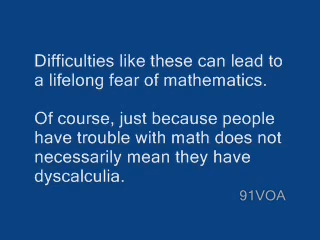 Difficulties like these can lead to
a lifelong fear of mathematics.
Of course, just because people
have trouble with math does not
necessarily mean they have
dyscalculia.
91VOA